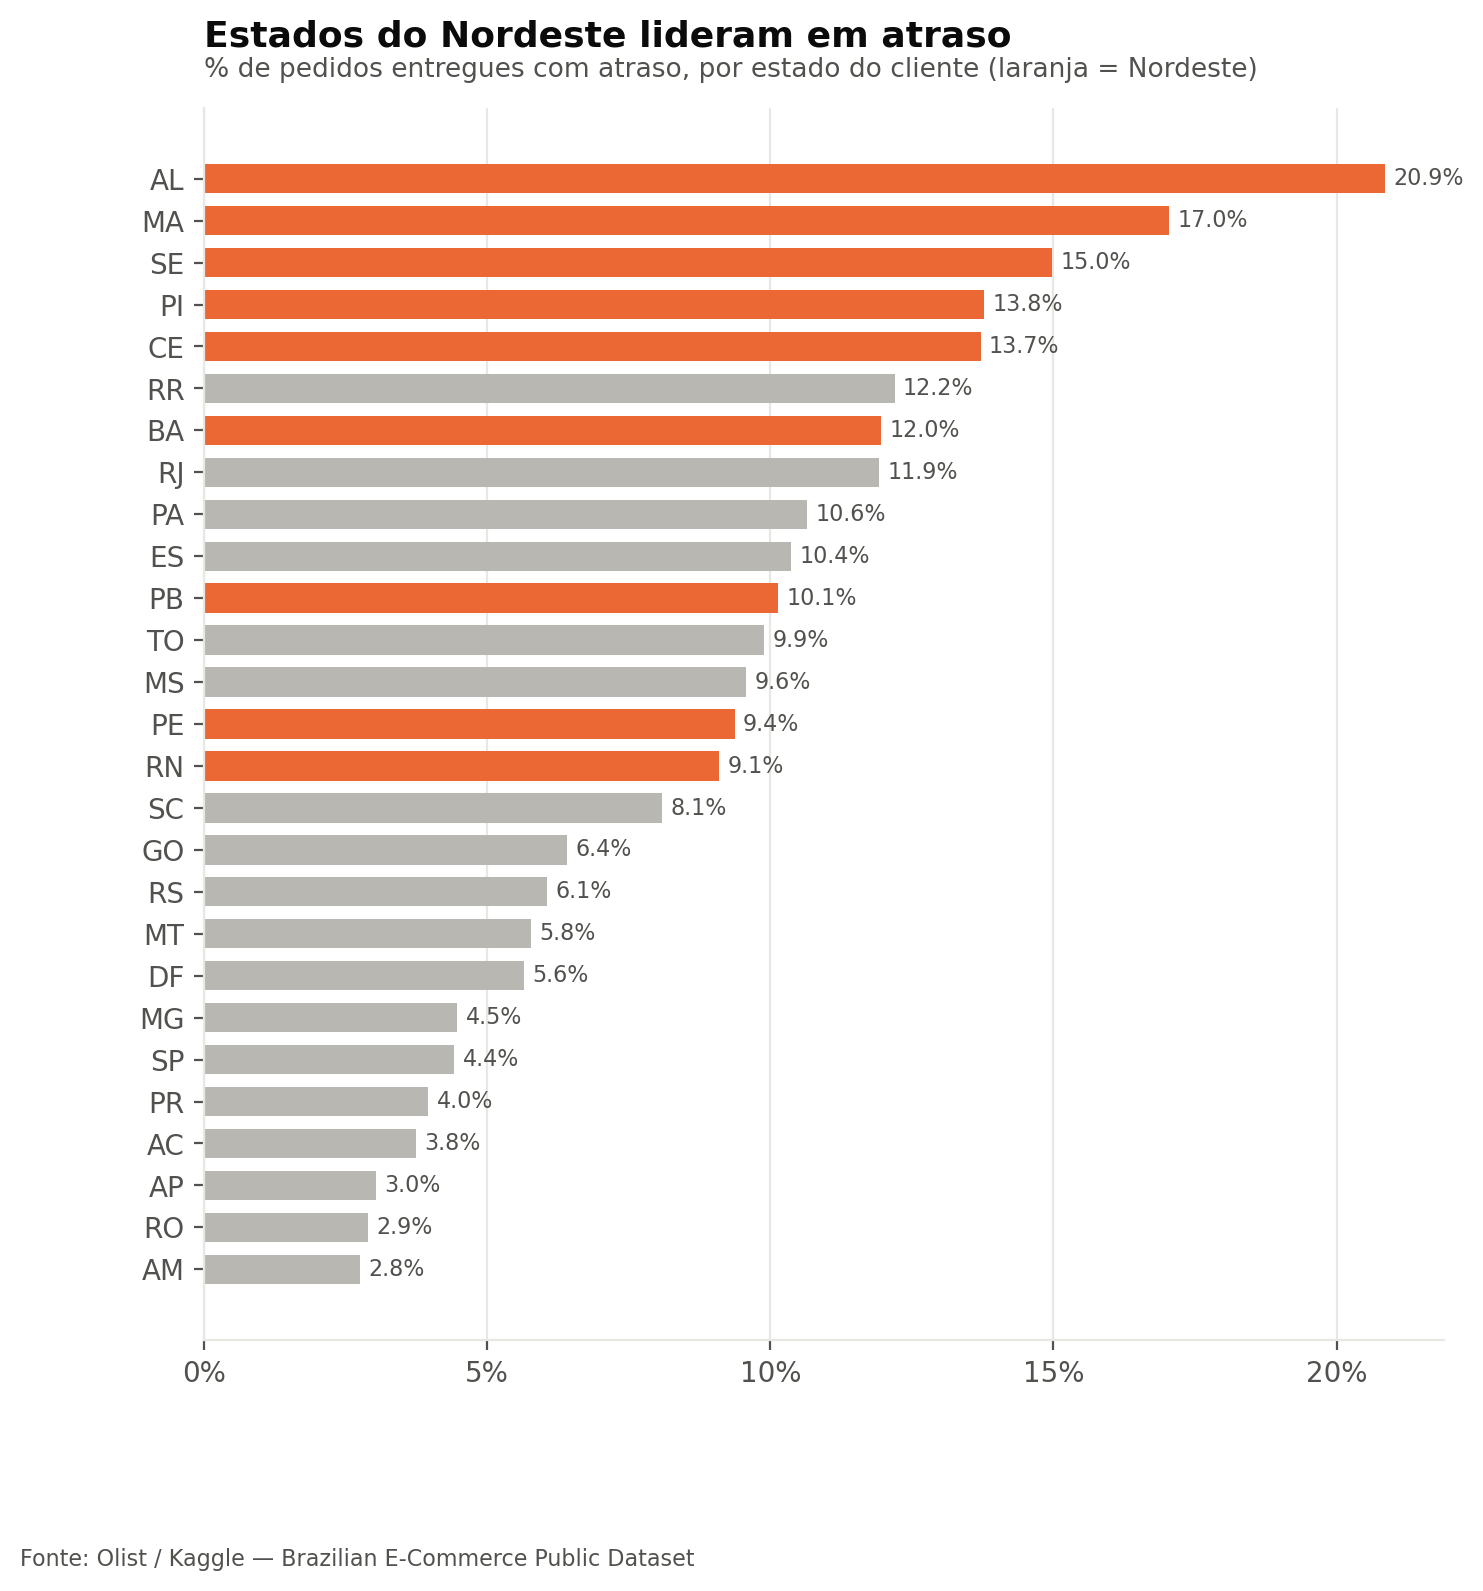 Estados do Nordeste lideram em atraso
% de pedidos entregues com atraso, por estado do cliente (laranja = Nordeste)
AL 20.9%
MA 17.0%
SE 15.0%
PI 13.8%
CE 13.7%
RR 12.2%
BA 12.0%
RJ 11.9%
PA 10.6%
ES 10.4%
PB 10.1%
TO 9.9%
MS 9.6%
PE 9.4%
RN 9.1%
SC 8.1%
GO 6.4%
RS 6.1%
MT 5.8%
DF 5.6%
MG 4.5%
SP 4.4%
PR 4.0%
AC 3.8%
AP 3.0%
RO 2.9%
AM 2.8%
0% 5% 10% 15% 20%
Fonte: Olist / Kaggle — Brazilian E-Commerce Public Dataset